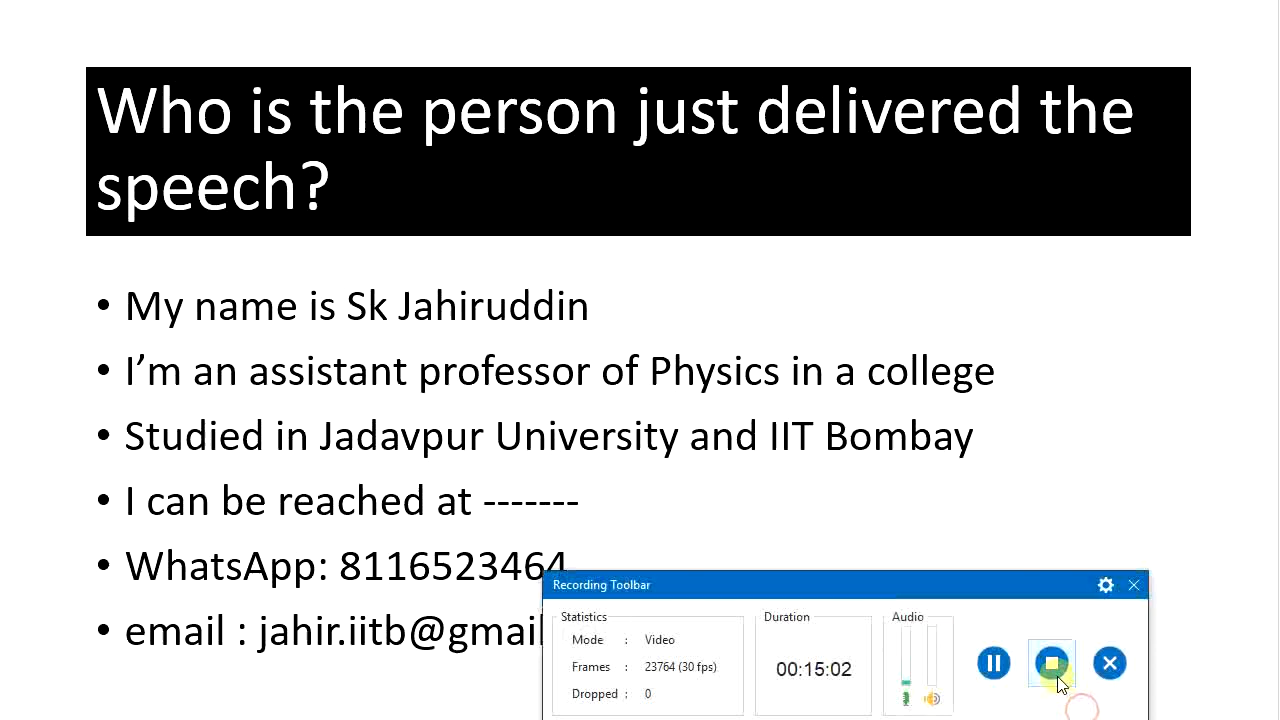 Who is the person just delivered the
speech?
• My name is Sk Jahiruddin
• I’m an assistant professor of Physics in a college
• Studied in Jadavpur University and IIT Bombay
• I can be reached at -------
• WhatsApp: 8116523464
• email : jahir.iitb@gmail
Recording Toolbar
Statistics
Mode : Video
Frames : 23764 (30 fps)
Dropped : 0
Duration
00:15:02
Audio